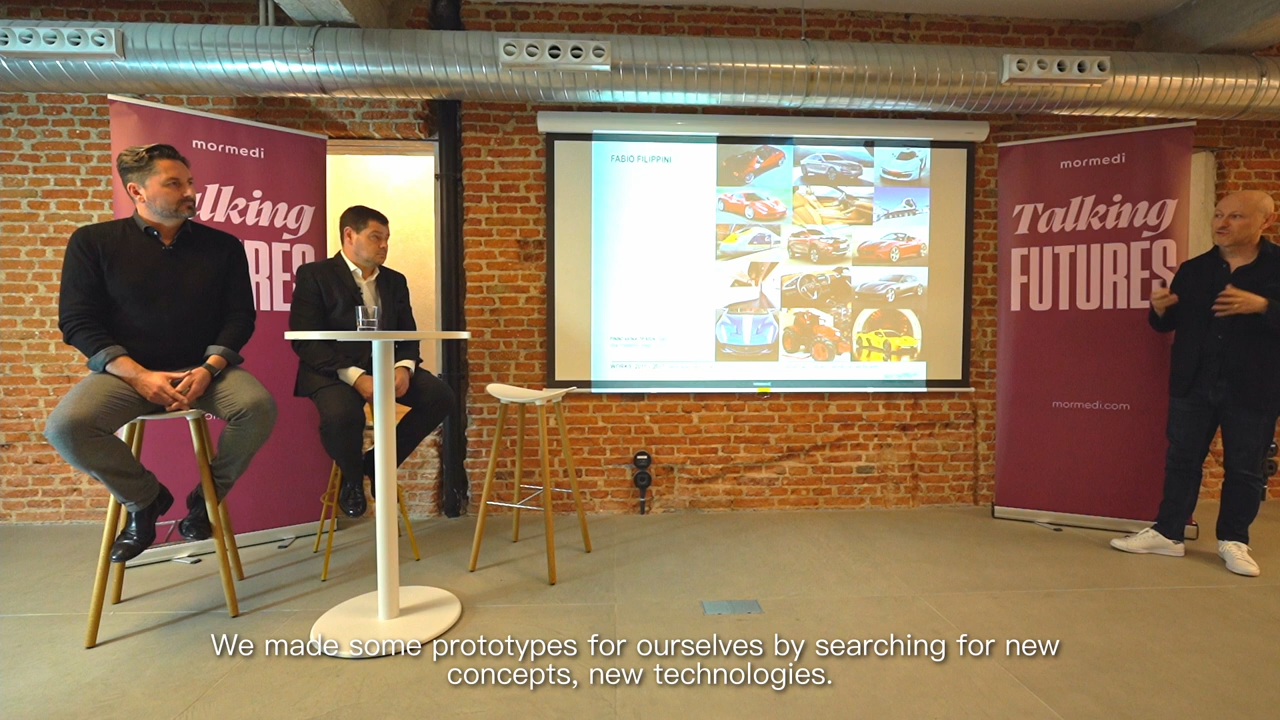 mormedi
Talking
FUTURES
FABIO FILIPPINI
mormedi
Talking
FUTURES
mormedi.com
We made some prototypes for ourselves by searching for new
concepts, new technologies.